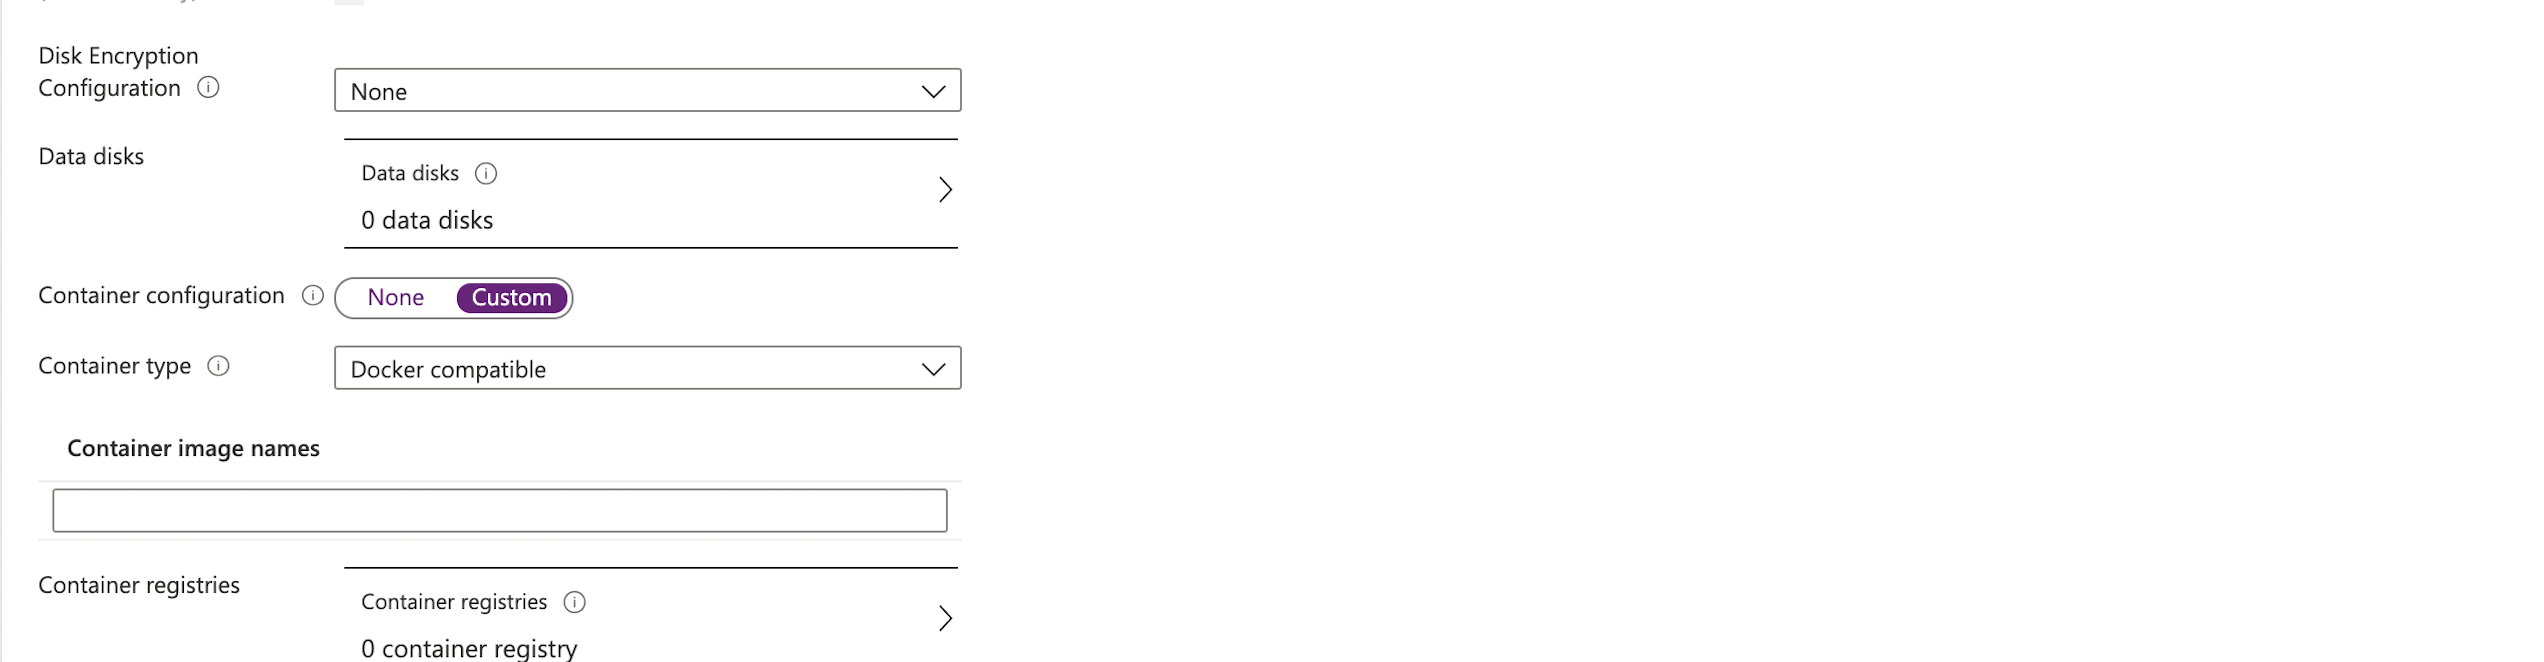 Disk Encryption
Configuration
None
Data disks
Data disks
0 data disks
Container configuration
None Custom
Container type
Docker compatible
Container image names
Container registries
Container registries
0 container registry